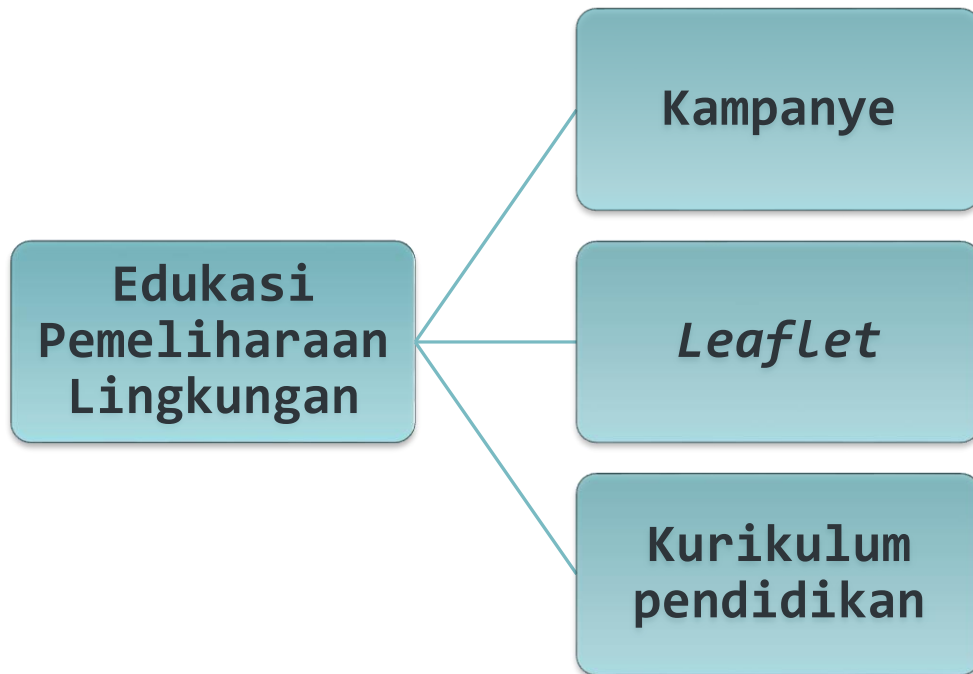 Kampanye
Edukasi
Pemeliharaan
Lingkungan
Leaflet
Kurikulum
pendidikan